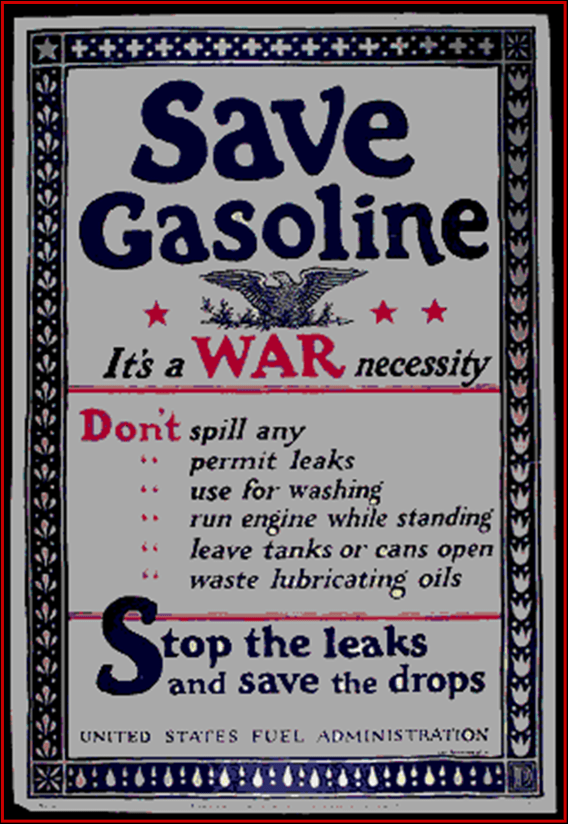 Save
Gasoline
It's a WAR necessity
Don't spill any
" permit leaks
" use for washing
" run engine while standing
" leave tanks or cans open
" waste lubricating oils
Stop the leaks
and save the drops
UNITED STATES FUEL ADMINISTRATION